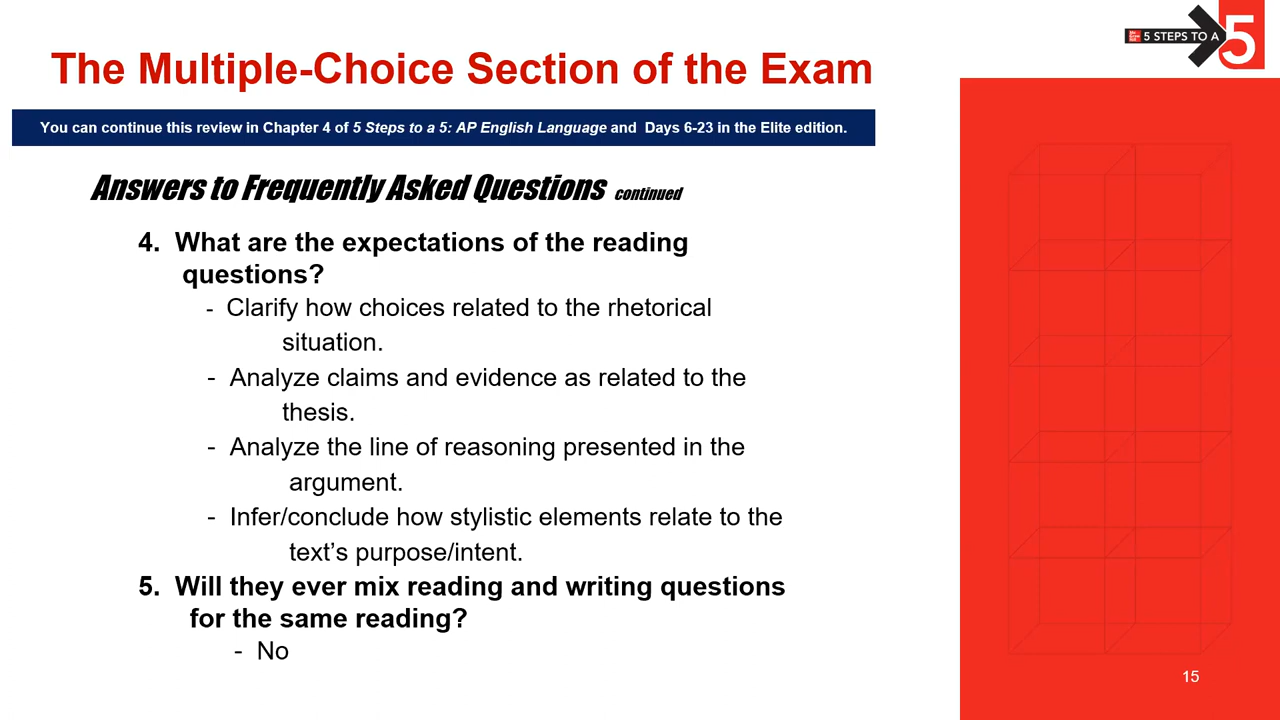 5 STEPS TO A 5
The Multiple-Choice Section of the Exam
You can continue this review in Chapter 4 of 5 Steps to a 5: AP English Language and Days 6-23 in the Elite edition.
Answers to Frequently Asked Questions continued
4. What are the expectations of the reading
questions?
- Clarify how choices related to the rhetorical
situation.
- Analyze claims and evidence as related to the
thesis.
- Analyze the line of reasoning presented in the
argument.
- Infer/conclude how stylistic elements relate to the
text's purpose/intent.
5. Will they ever mix reading and writing questions
for the same reading?
- No
15